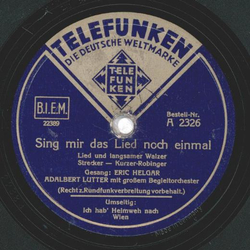 TELEFUNKEN
DIE DEUTSCHE WELTMARKE
TELE
FUN
KEN
B.I.E.M.
22389
Bestell-Nr.
A 2326
Sing mir das Lied noch einmal
Lied und langsamer Walzer
Strecker — Kurzer-Robinger
Gesang: ERIC HELGAR
ADALBERT LUTTER mit großem Begleitorchester
(Recht z. Rundfunkverbreitung vorbehalt.)
Umseitig:
Ich hab' Heimweh nach
Wien